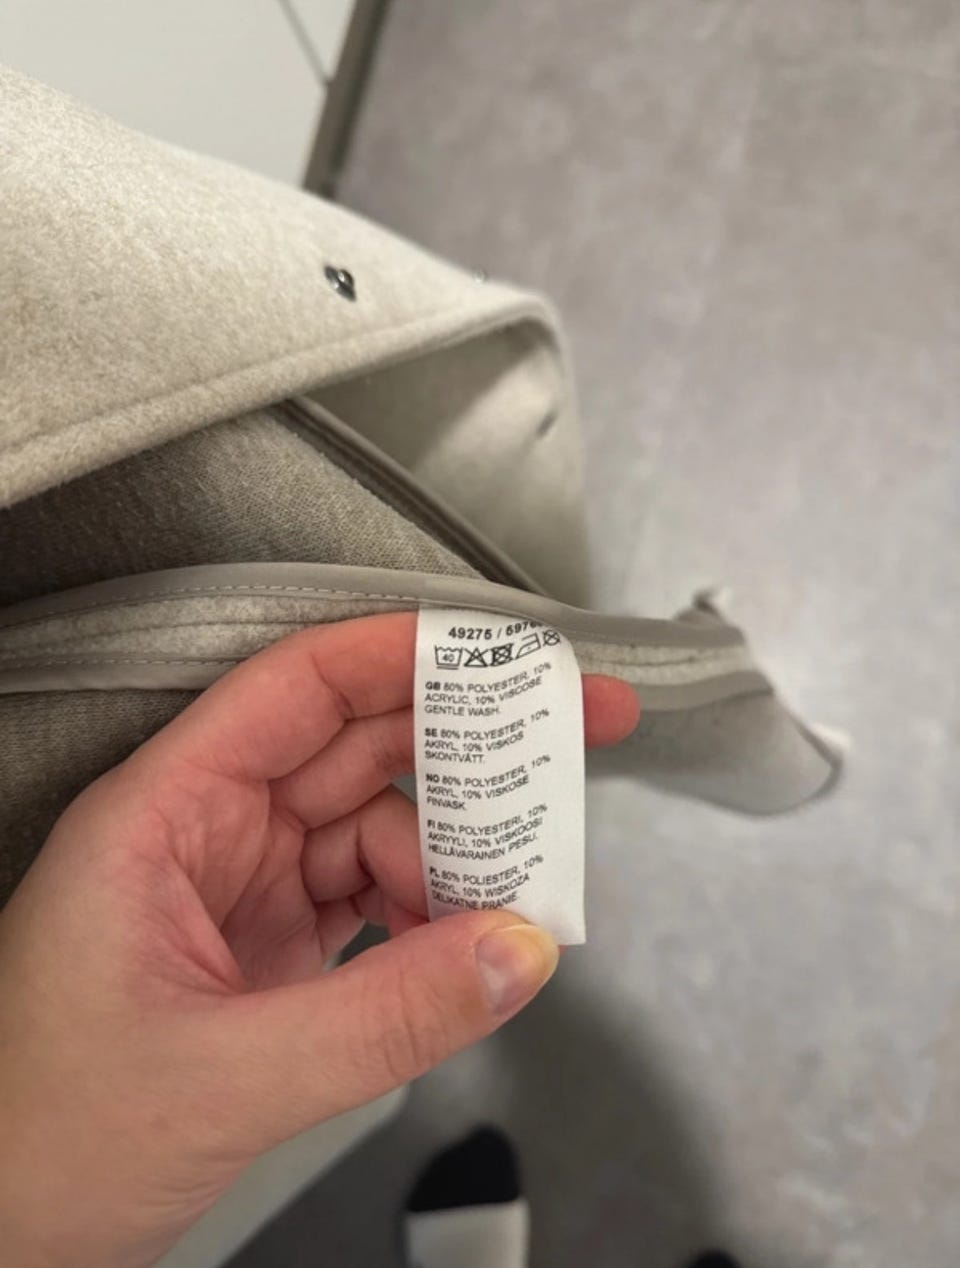 49275 /
40
GB 80% POLYESTER, 10%
ACRYLIC, 10% VISCOSE
GENTLE WASH.
SE 80% POLYESTER, 10%
AKRYL, 10% VISKOS
SKONTVÄTT.
NO 80% POLYESTER, 10%
AKRYL, 10% VISKOSE
FINVASK.
FI 80% POLYESTERI, 10%
AKRYYLI, 10% VISKOOSI
HELLÄVARAINEN PESU.
PL 80% POLIESTER, 10%
AKRYL, 10% WISKOZA
DELIKATNE PRANIE.